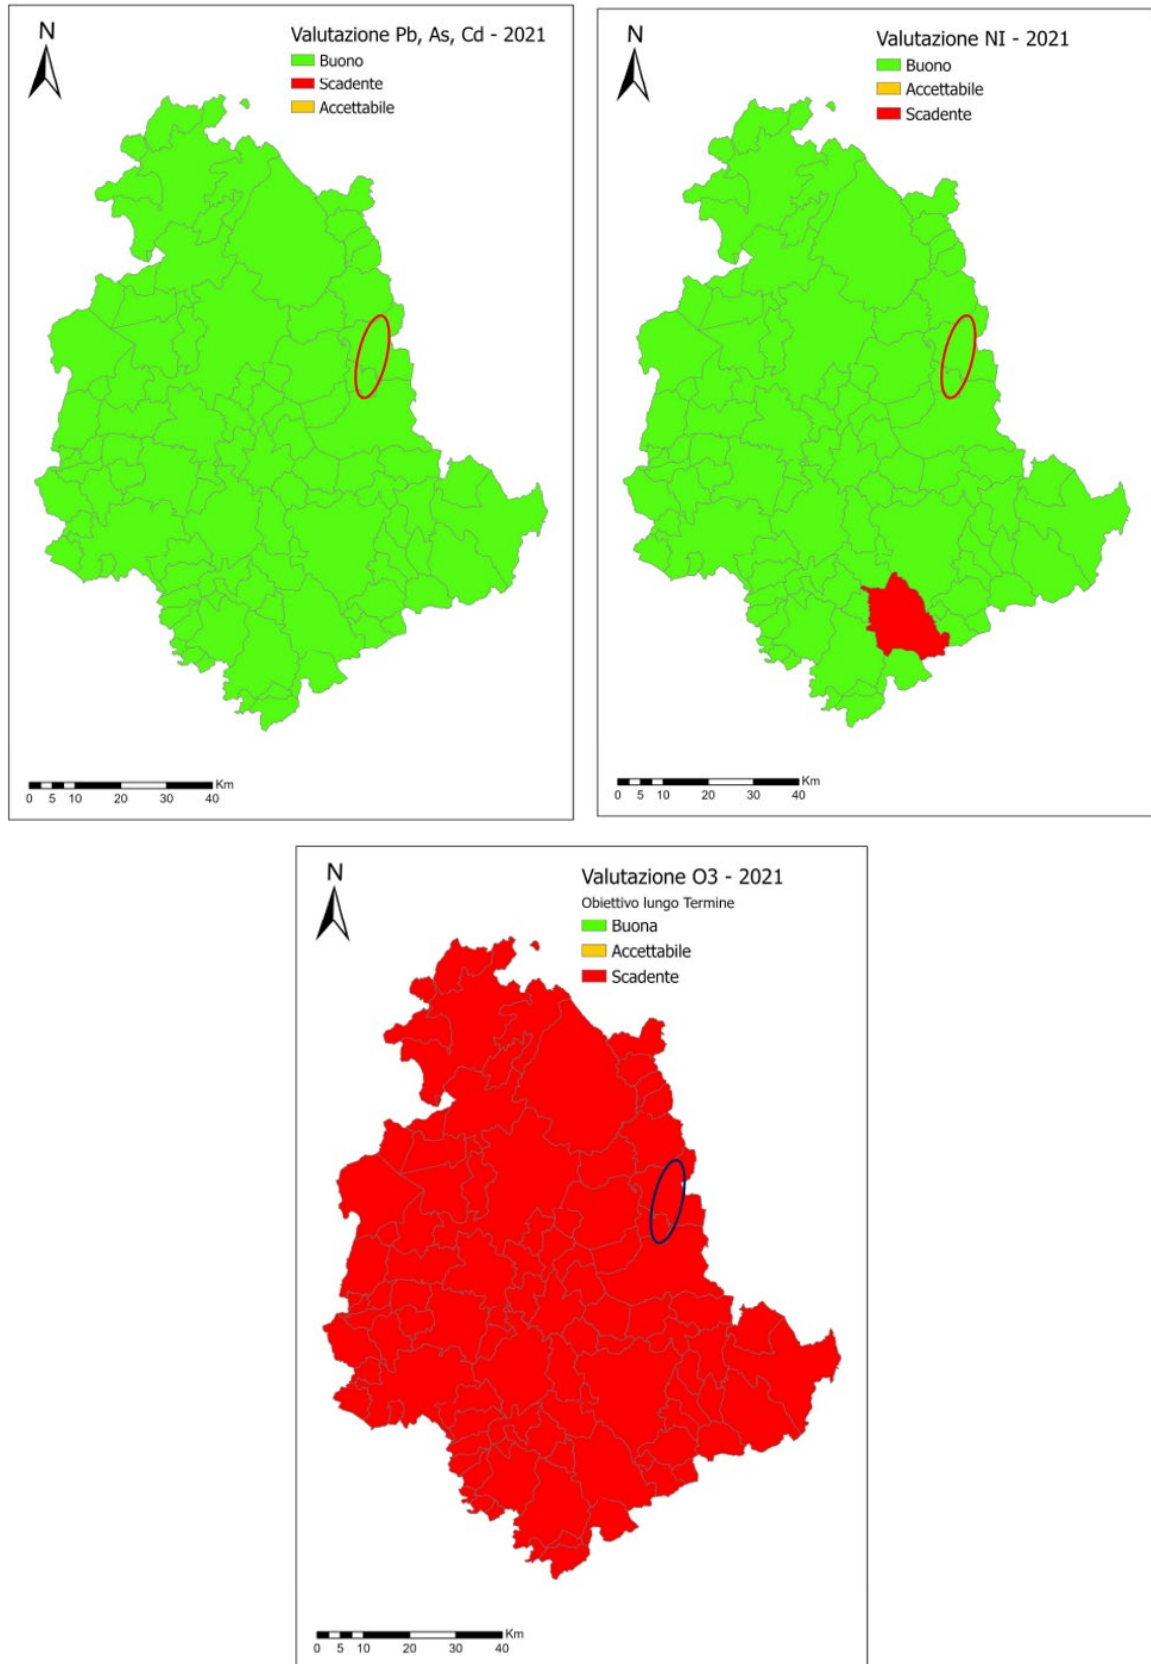 N
Valutazione Pb, As, Cd - 2021
Buono
Scadente
Accettabile
Km
0 5 10 20 30 40
N
Valutazione NI - 2021
Buono
Accettabile
Scadente
Km
0 5 10 20 30 40
N
Valutazione O3 - 2021
Obiettivo lungo Termine
Buona
Accettabile
Scadente
Km
0 5 10 20 30 40